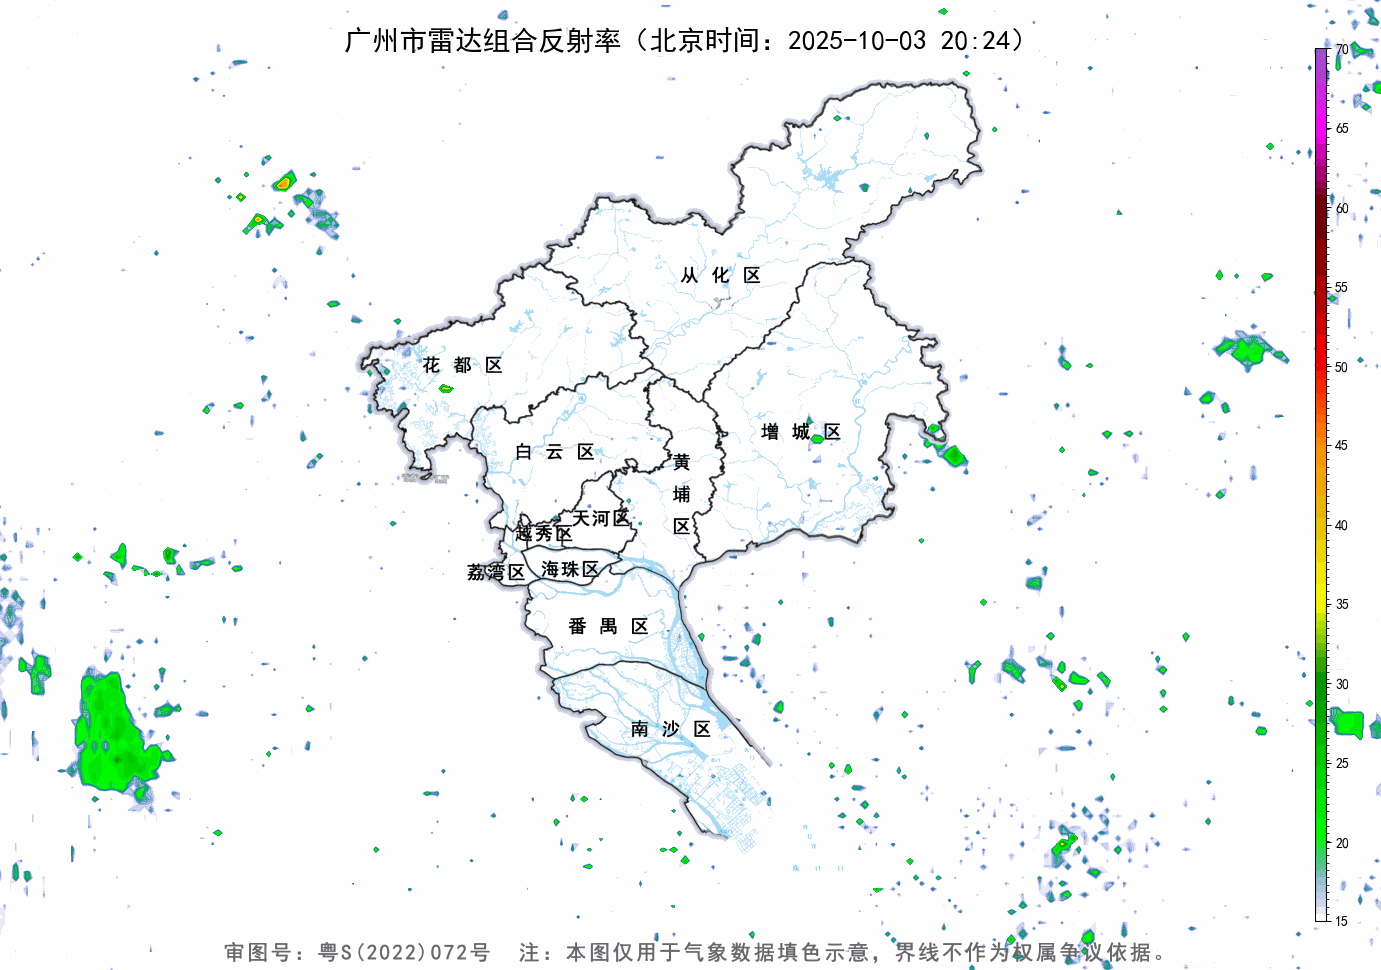 广州市雷达组合反射率（北京时间：2025-10-03 20:24）
70
65
60
55
50
45
40
35
30
25
20
15
从化区
花都区
增城区
白云区
黄埔区
天河区
越秀区
海珠区
荔湾区
番禺区
南沙区
审图号：粤S(2022)072号 注：本图仅用于气象数据填色示意，界线不作为权属争议依据。